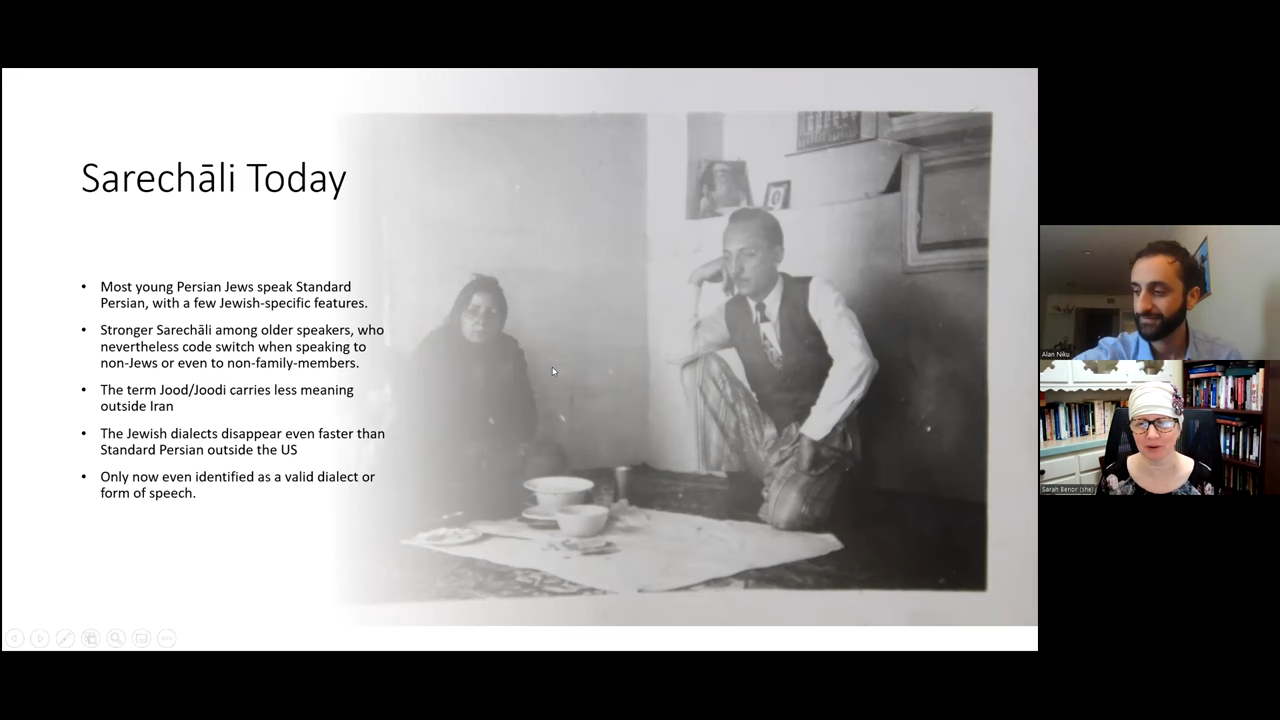 Sarechāli Today
• Most young Persian Jews speak Standard
Persian, with a few Jewish-specific features.
• Stronger Sarechāli among older speakers, who
nevertheless code switch when speaking to
non-Jews or even to non-family-members.
• The term Jood/Joodi carries less meaning
outside Iran
• The Jewish dialects disappear even faster than
Standard Persian outside the US
• Only now even identified as a valid dialect or
form of speech.
Alan Niku
Sarah Benor (she)